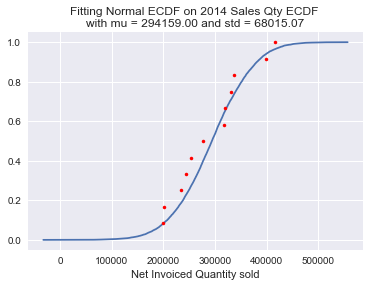 Fitting Normal ECDF on 2014 Sales Qty ECDF
with mu = 294159.00 and std = 68015.07
1.0
0.8
0.6
0.4
0.2
0.0
0 100000 200000 300000 400000 500000
Net Invoiced Quantity sold